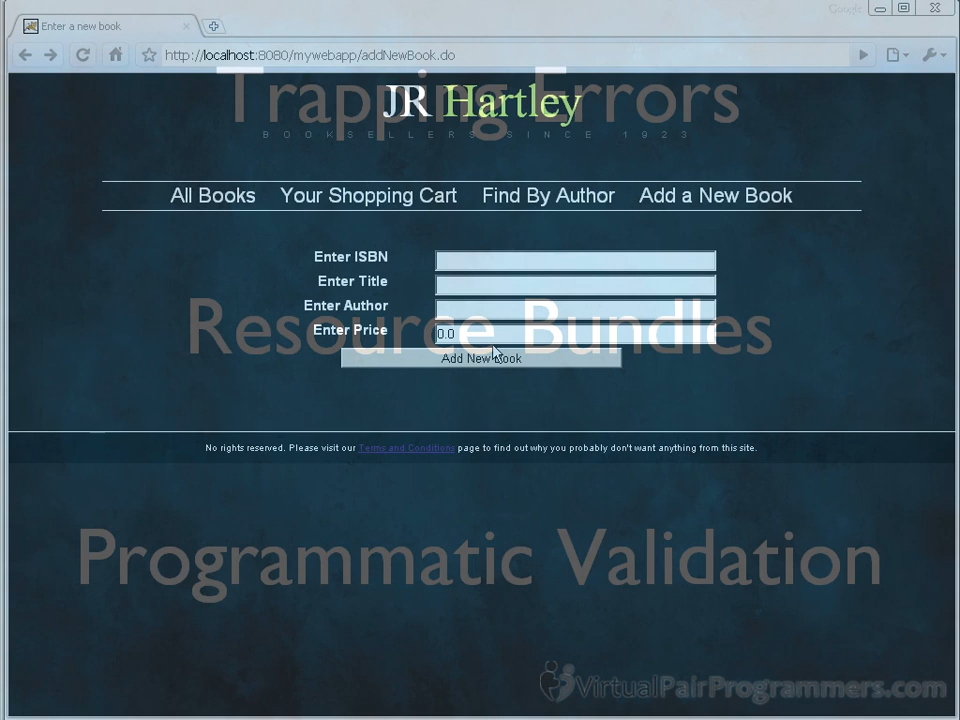 Google
Enter a new book
http://localhost:8080/mywebapp/addNewBook.do
Trapping Errors
JR Hartley
BOOKSELLERS SINCE 1923
All Books Your Shopping Cart Find By Author Add a New Book
Enter ISBN
Enter Title
Enter Author
Enter Price 0.0
Resource Bundles
Add New Book
No rights reserved. Please visit our Terms and Conditions page to find out why you probably don't want anything from this site.
Programmatic Validation
VirtualPairProgrammers.com